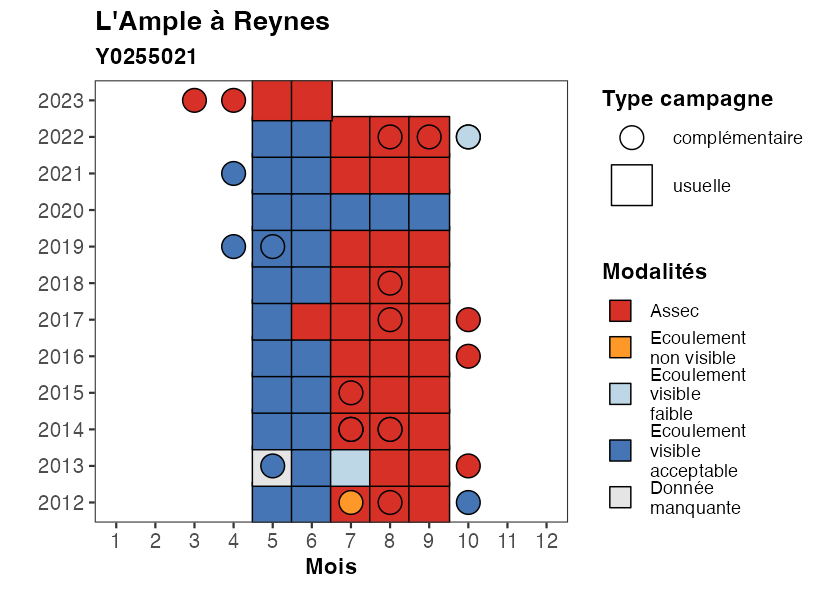 L'Ample à Reynes
Y0255021
2023
2022
2021
2020
2019
2018
2017
2016
2015
2014
2013
2012
1 2 3 4 5 6 7 8 9 10 11 12
Mois
Type campagne
complémentaire
usuelle
Modalités
Assec
Ecoulement
non visible
Ecoulement
visible
faible
Ecoulement
visible
acceptable
Donnée
manquante